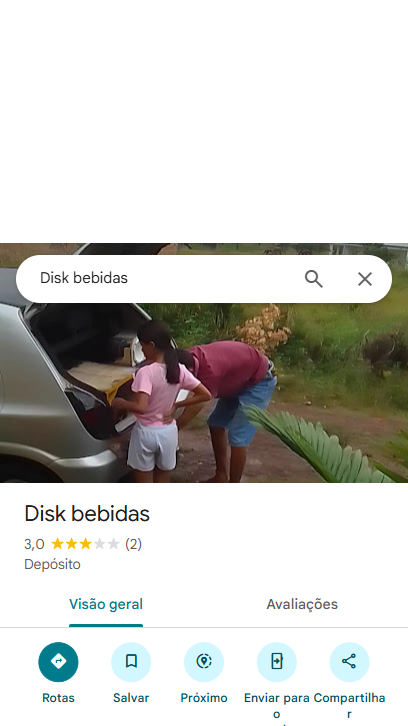 Disk bebidas
Disk bebidas
3,0 (2)
Depósito
Visão geral Avaliações
Rotas Salvar Próximo Enviar para o Compartilhar